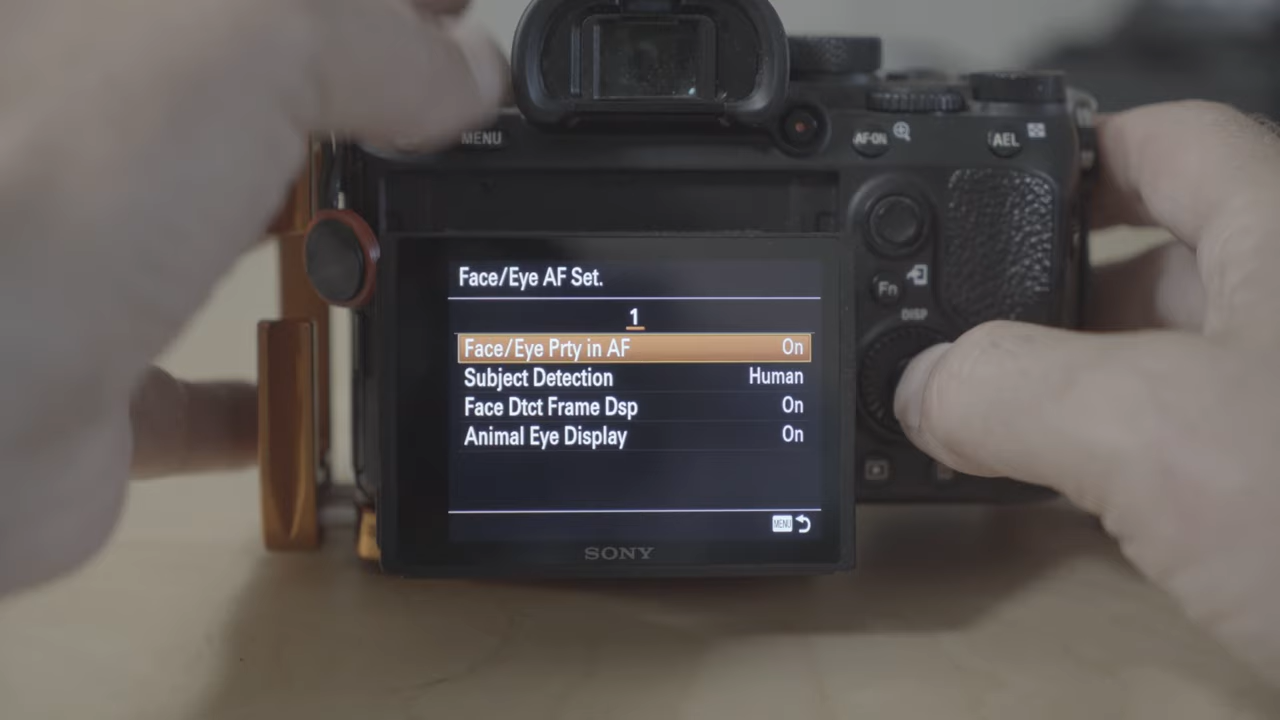 MENU
AF-ON
AEL
Face/Eye AF Set.
1
Face/Eye Prty in AF On
Subject Detection Human
Face Dtct Frame Dsp On
Animal Eye Display On
MENU
Fn
DISP
SONY